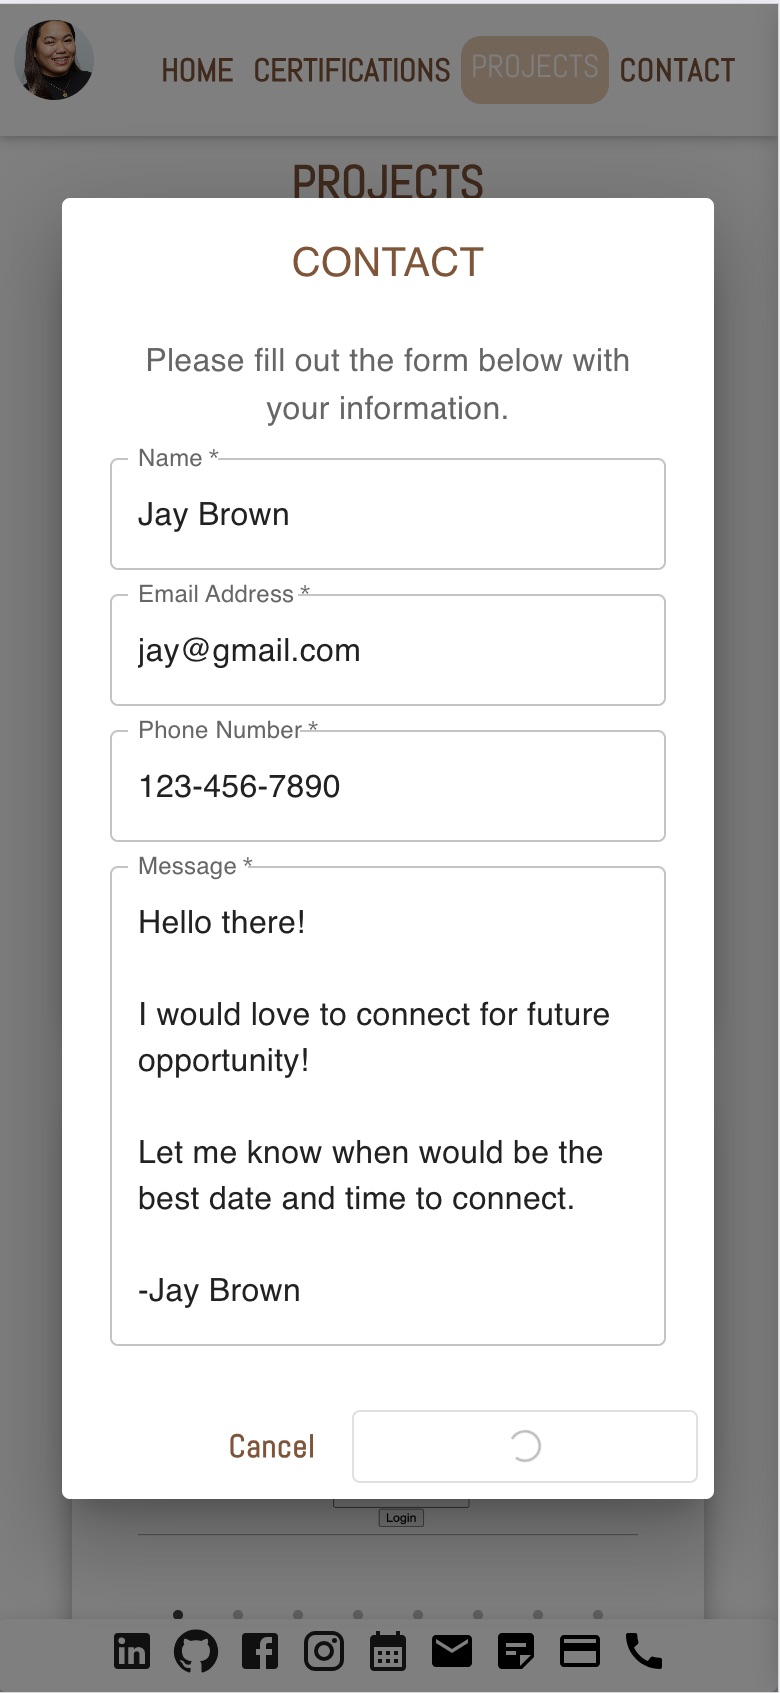 HOME CERTIFICATIONS PROJECTS CONTACT
PROJECTS
CONTACT
Please fill out the form below with
your information.
Name *
Jay Brown
Email Address *
jay@gmail.com
Phone Number *
123-456-7890
Message *
Hello there!
I would love to connect for future
opportunity!
Let me know when would be the
best date and time to connect.
-Jay Brown
Cancel
Login
in